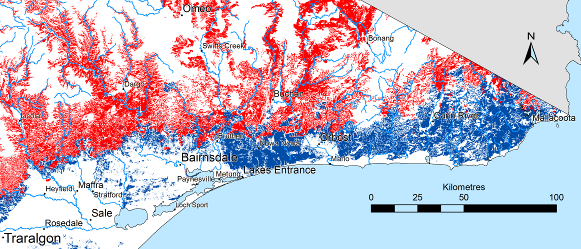 Omeo
Swifts Creek
Bonang
N
Dargo
Buchan
Cann River
Mallacoota
Orbost
Bairnsdale
Marlo
Lakes Entrance
Metung
Paynesville
Maffra
Heyfield
Stratford
Loch Sport
Sale
Rosedale
Traralgon
Kilometres
0 25 50 100